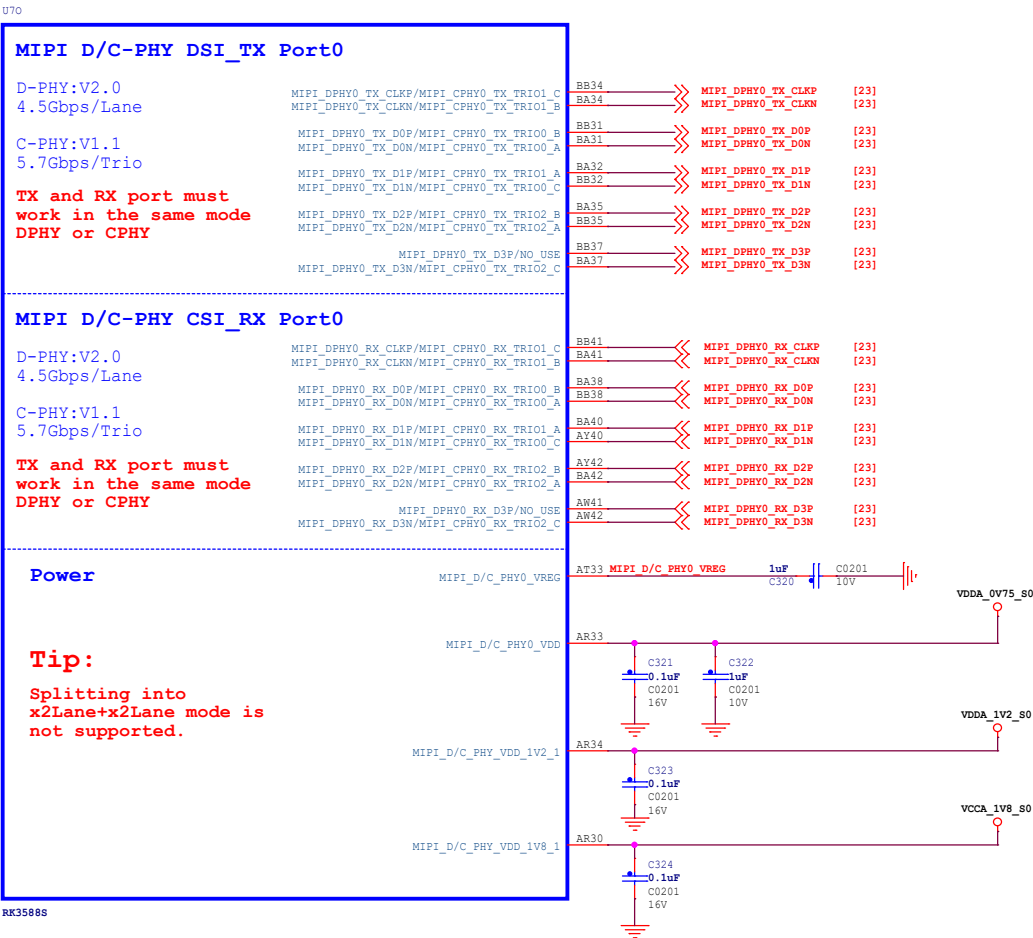 U7O
MIPI D/C-PHY DSI_TX Port0
D-PHY:V2.0
4.5Gbps/Lane
C-PHY:V1.1
5.7Gbps/Trio
TX and RX port must
work in the same mode
DPHY or CPHY
MIPI_DPHY0_TX_CLKP/MIPI_CPHY0_TX_TRIO1_C BB34 MIPI_DPHY0_TX_CLKP [23]
MIPI_DPHY0_TX_CLKN/MIPI_CPHY0_TX_TRIO1_B BA34 MIPI_DPHY0_TX_CLKN [23]
MIPI_DPHY0_TX_D0P/MIPI_CPHY0_TX_TRIO0_B BB31 MIPI_DPHY0_TX_D0P [23]
MIPI_DPHY0_TX_D0N/MIPI_CPHY0_TX_TRIO0_A BA31 MIPI_DPHY0_TX_D0N [23]
MIPI_DPHY0_TX_D1P/MIPI_CPHY0_TX_TRIO1_A BA32 MIPI_DPHY0_TX_D1P [23]
MIPI_DPHY0_TX_D1N/MIPI_CPHY0_TX_TRIO0_C BB32 MIPI_DPHY0_TX_D1N [23]
MIPI_DPHY0_TX_D2P/MIPI_CPHY0_TX_TRIO2_B BA35 MIPI_DPHY0_TX_D2P [23]
MIPI_DPHY0_TX_D2N/MIPI_CPHY0_TX_TRIO2_A BB35 MIPI_DPHY0_TX_D2N [23]
MIPI_DPHY0_TX_D3P/NO_USE BB37 MIPI_DPHY0_TX_D3P [23]
MIPI_DPHY0_TX_D3N/MIPI_CPHY0_TX_TRIO2_C BA37 MIPI_DPHY0_TX_D3N [23]
MIPI D/C-PHY CSI_RX Port0
D-PHY:V2.0
4.5Gbps/Lane
C-PHY:V1.1
5.7Gbps/Trio
TX and RX port must
work in the same mode
DPHY or CPHY
MIPI_DPHY0_RX_CLKP/MIPI_CPHY0_RX_TRIO1_C BB41 MIPI_DPHY0_RX_CLKP [23]
MIPI_DPHY0_RX_CLKN/MIPI_CPHY0_RX_TRIO1_B BA41 MIPI_DPHY0_RX_CLKN [23]
MIPI_DPHY0_RX_D0P/MIPI_CPHY0_RX_TRIO0_B BA38 MIPI_DPHY0_RX_D0P [23]
MIPI_DPHY0_RX_D0N/MIPI_CPHY0_RX_TRIO0_A BB38 MIPI_DPHY0_RX_D0N [23]
MIPI_DPHY0_RX_D1P/MIPI_CPHY0_RX_TRIO1_A BA40 MIPI_DPHY0_RX_D1P [23]
MIPI_DPHY0_RX_D1N/MIPI_CPHY0_RX_TRIO0_C AY40 MIPI_DPHY0_RX_D1N [23]
MIPI_DPHY0_RX_D2P/MIPI_CPHY0_RX_TRIO2_B AY42 MIPI_DPHY0_RX_D2P [23]
MIPI_DPHY0_RX_D2N/MIPI_CPHY0_RX_TRIO2_A BA42 MIPI_DPHY0_RX_D2N [23]
MIPI_DPHY0_RX_D3P/NO_USE AW41 MIPI_DPHY0_RX_D3P [23]
MIPI_DPHY0_RX_D3N/MIPI_CPHY0_RX_TRIO2_C AW42 MIPI_DPHY0_RX_D3N [23]
Power
MIPI_D/C_PHY0_VREG AT33 MIPI_D/C_PHY0_VREG 1uF C0201
C320 10V
VDDA_0V75_S0
MIPI_D/C_PHY0_VDD AR33
C321
0.1uF
C0201
16V
C322
1uF
C0201
10V
Tip:
Splitting into
x2Lane+x2Lane mode is
not supported.
VDDA_1V2_S0
MIPI_D/C_PHY_VDD_1V2_1 AR34
C323
0.1uF
C0201
16V
VCCA_1V8_S0
MIPI_D/C_PHY_VDD_1V8_1 AR30
C324
0.1uF
C0201
16V
RK3588S